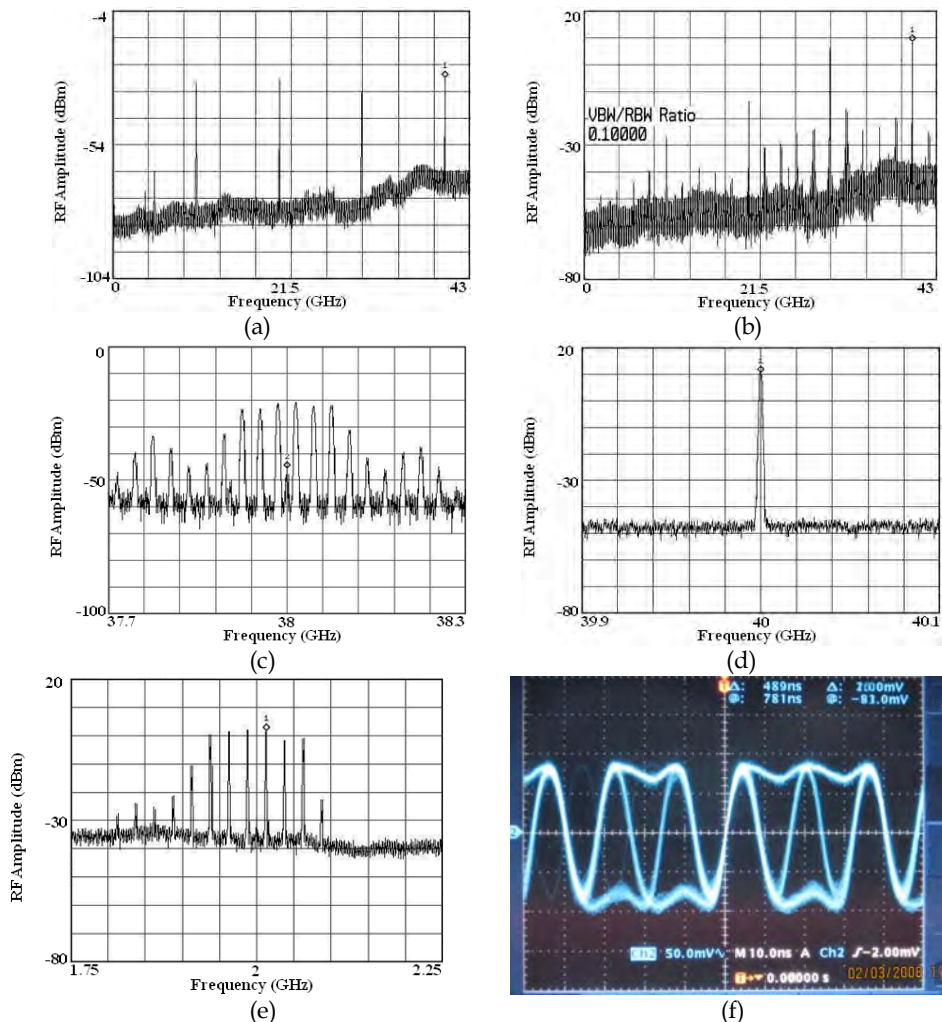 -4
-54
-104
RF Amplitude (dBm)
0
21.5
43
Frequency (GHz)
1
(a)
20
-30
-80
RF Amplitude (dBm)
VBW/RBW Ratio
0.10000
0
21.5
43
Frequency (GHz)
1
(b)
0
-50
-100
RF Amplitude (dBm)
37.7
38
38.3
Frequency (GHz)
2
(c)
20
-30
-80
RF Amplitude (dBm)
39.9
40
40.1
Frequency (GHz)
(d)
20
-30
-80
RF Amplitude (dBm)
1.75
2
2.25
Frequency (GHz)
1
(e)
Δ: 489ns Δ: 2.00mV
@: 781ns @: -83.0mV
2
Ch2 50.0mV M 10.0ns A Ch2 -2.00mV
0.00000 s
02/03/2008
(f)